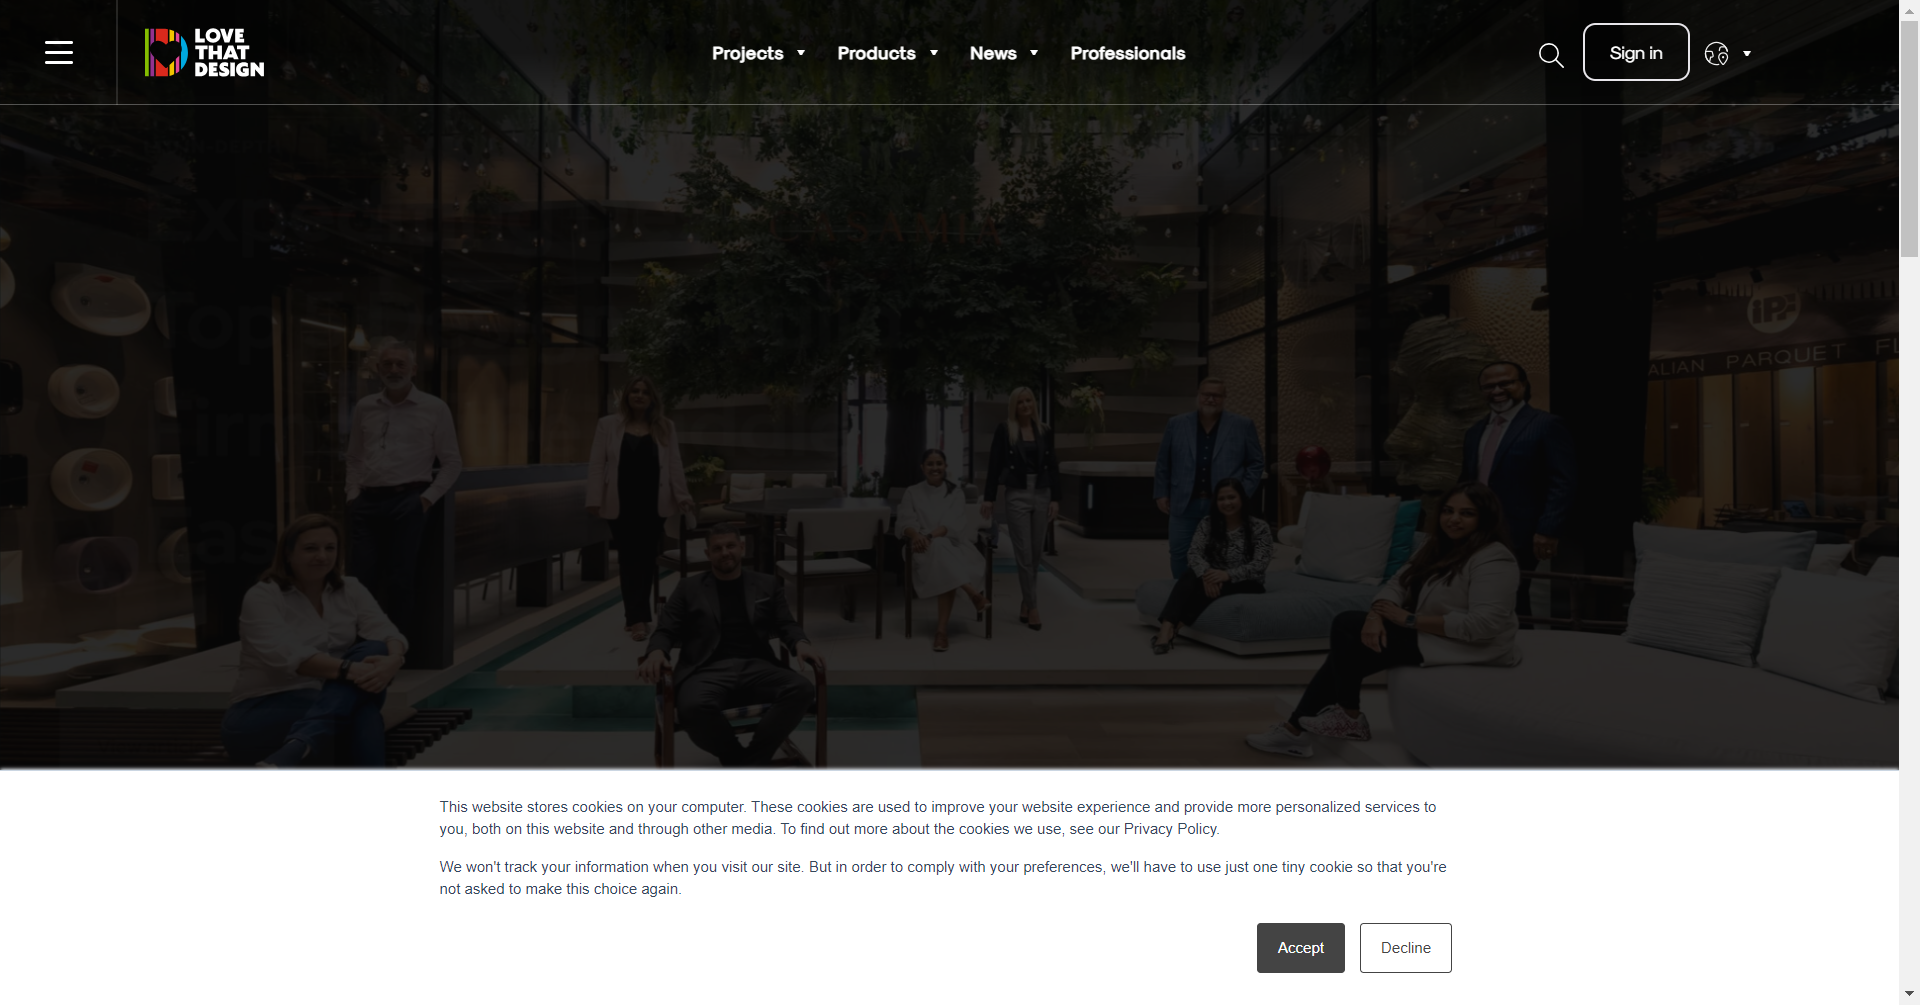 LOVE
THAT
DESIGN
Projects
Products
News
Professionals
Sign in
CASAMIA
iPF
ALIAN PARQUET FL
This website stores cookies on your computer. These cookies are used to improve your website experience and provide more personalized services to
you, both on this website and through other media. To find out more about the cookies we use, see our Privacy Policy.
We won't track your information when you visit our site. But in order to comply with your preferences, we'll have to use just one tiny cookie so that you're
not asked to make this choice again.
Accept
Decline